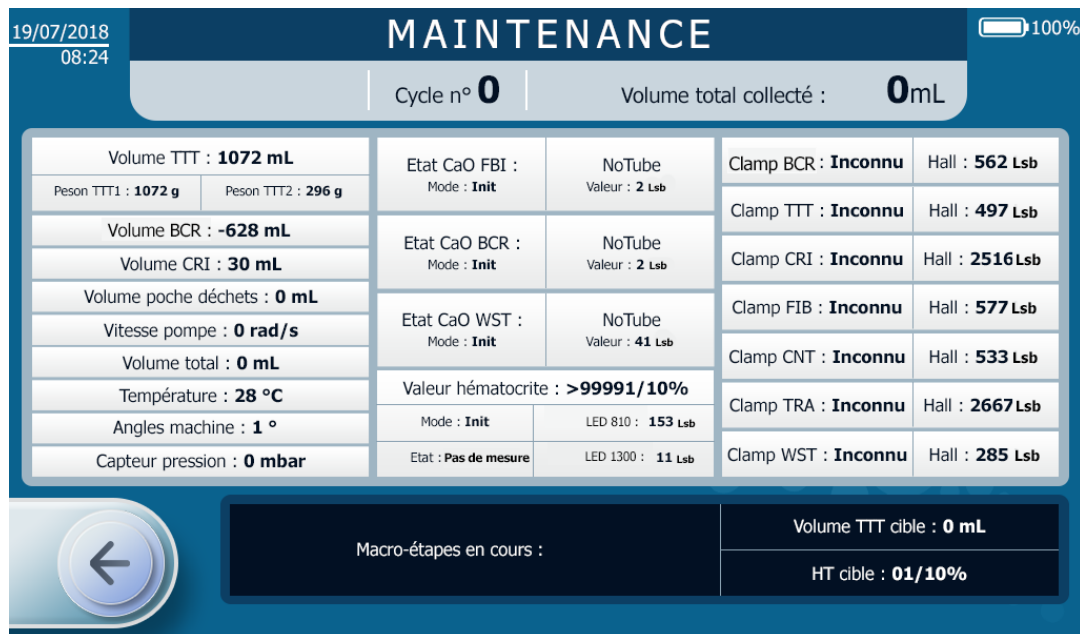 19/07/2018
08:24
MAINTENANCE
100%
Cycle n° 0
Volume total collecté : 0mL
Volume TTT : 1072 mL
Peson TTT1 : 1072 g
Peson TTT2 : 296 g
Volume BCR : -628 mL
Volume CRI : 30 mL
Volume poche déchets : 0 mL
Vitesse pompe : 0 rad/s
Volume total : 0 mL
Température : 28 °C
Angles machine : 1 °
Capteur pression : 0 mbar
Etat CaO FBI : NoTube
Mode : Init Valeur : 2 Lsb
Etat CaO BCR : NoTube
Mode : Init Valeur : 2 Lsb
Etat CaO WST : NoTube
Mode : Init Valeur : 41 Lsb
Valeur hématocrite : >99991/10%
Mode : Init LED 810 : 153 Lsb
Etat : Pas de mesure LED 1300 : 11 Lsb
Clamp BCR : Inconnu Hall : 562 Lsb
Clamp TTT : Inconnu Hall : 497 Lsb
Clamp CRI : Inconnu Hall : 2516 Lsb
Clamp FIB : Inconnu Hall : 577 Lsb
Clamp CNT : Inconnu Hall : 533 Lsb
Clamp TRA : Inconnu Hall : 2667 Lsb
Clamp WST : Inconnu Hall : 285 Lsb
Macro-étapes en cours :
Volume TTT cible : 0 mL
HT cible : 01/10%